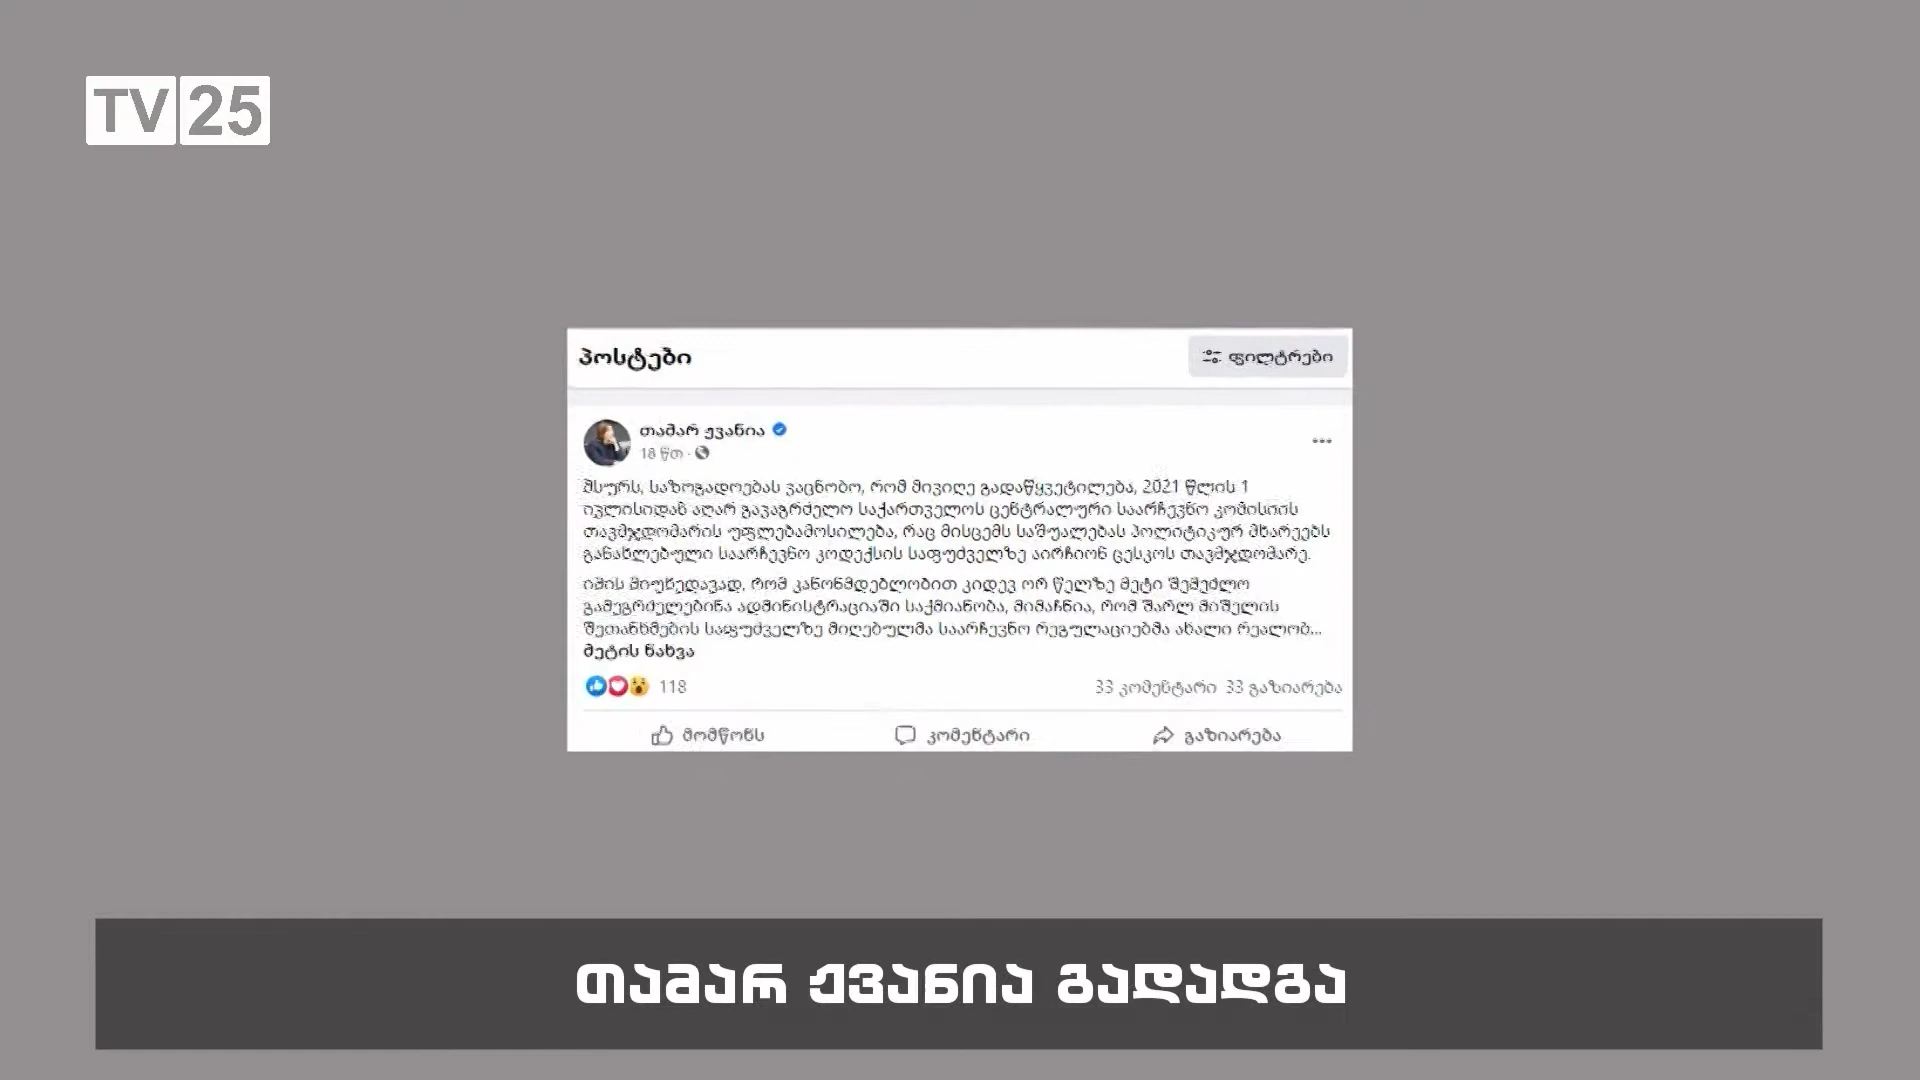 TV 25
პოსტები
ფილტრები
თამარ ჟვანია
18 წთ ·
მსურს, საზოგადოებას ვაცნობო, რომ მივიღე გადაწყვეტილება, 2021 წლის 1
ივლისიდან აღარ გავაგრძელო საქართველოს ცენტრალური საარჩევნო კომისიის
თავმჯდომარის უფლებამოსილება, რაც მისცემს საშუალებას პოლიტიკურ მხარეებს
განახლებული საარჩევნო კოდექსის საფუძველზე აირჩიონ ცესკოს თავმჯდომარე.
იმის მიუხედავად, რომ კანონმდებლობით კიდევ ორ წელზე მეტი შემეძლო
გამეგრძელებინა ადმინისტრაციაში საქმიანობა, მიმაჩნია, რომ შარლ მიშელის
შეთანხმების საფუძველზე მიღებულმა საარჩევნო რეგულაციებმა ახალი რეალობ...
მეტის ნახვა
118
33 კომენტარი 33 გაზიარება
მომწონს
კომენტარი
გაზიარება
თამარ ჟვანია გადადგა